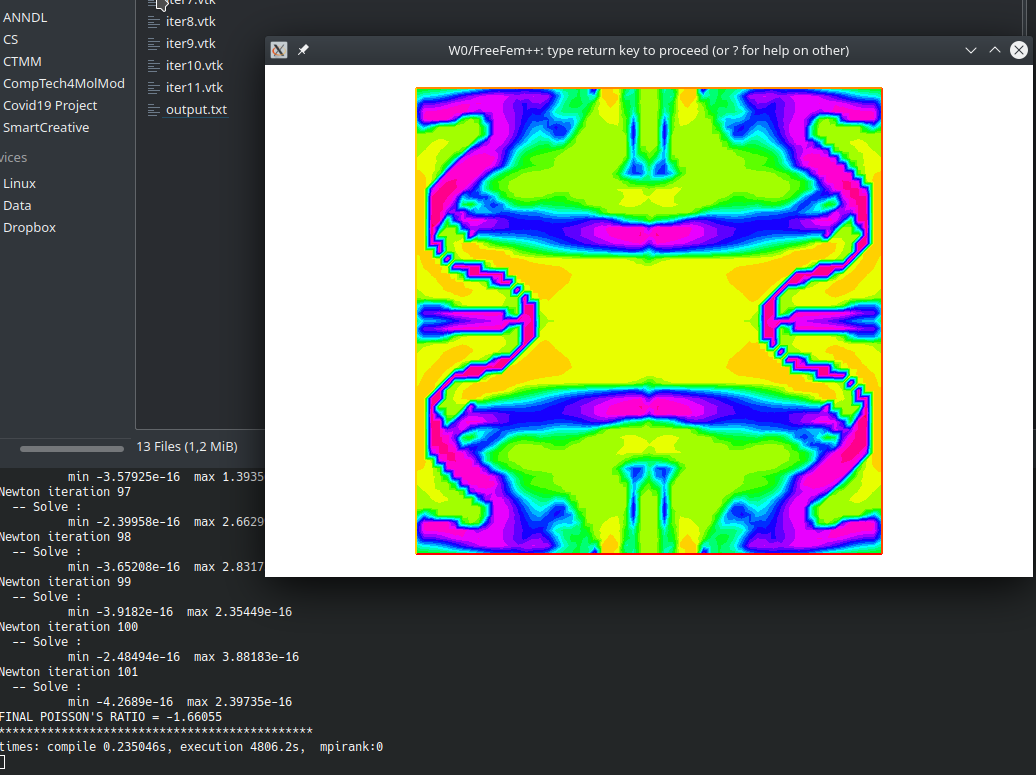 ANNDL
CS
CTMM
CompTech4MolMod
Covid19 Project
SmartCreative
vices
Linux
Data
Dropbox
iter7.vtk
iter8.vtk
iter9.vtk
iter10.vtk
iter11.vtk
output.txt
13 Files (1,2 MiB)
W0/FreeFem++: type return key to proceed (or ? for help on other)
min -3.57925e-16 max 1.3935
Newton iteration 97
-- Solve :
min -2.39958e-16 max 2.6629
Newton iteration 98
-- Solve :
min -3.65208e-16 max 2.8317
Newton iteration 99
-- Solve :
min -3.9182e-16 max 2.35449e-16
Newton iteration 100
-- Solve :
min -2.48494e-16 max 3.88183e-16
Newton iteration 101
-- Solve :
min -4.2689e-16 max 2.39735e-16
FINAL POISSON'S RATIO = -1.66055
*********************************************
times: compile 0.235046s, execution 4806.2s, mpirank:0